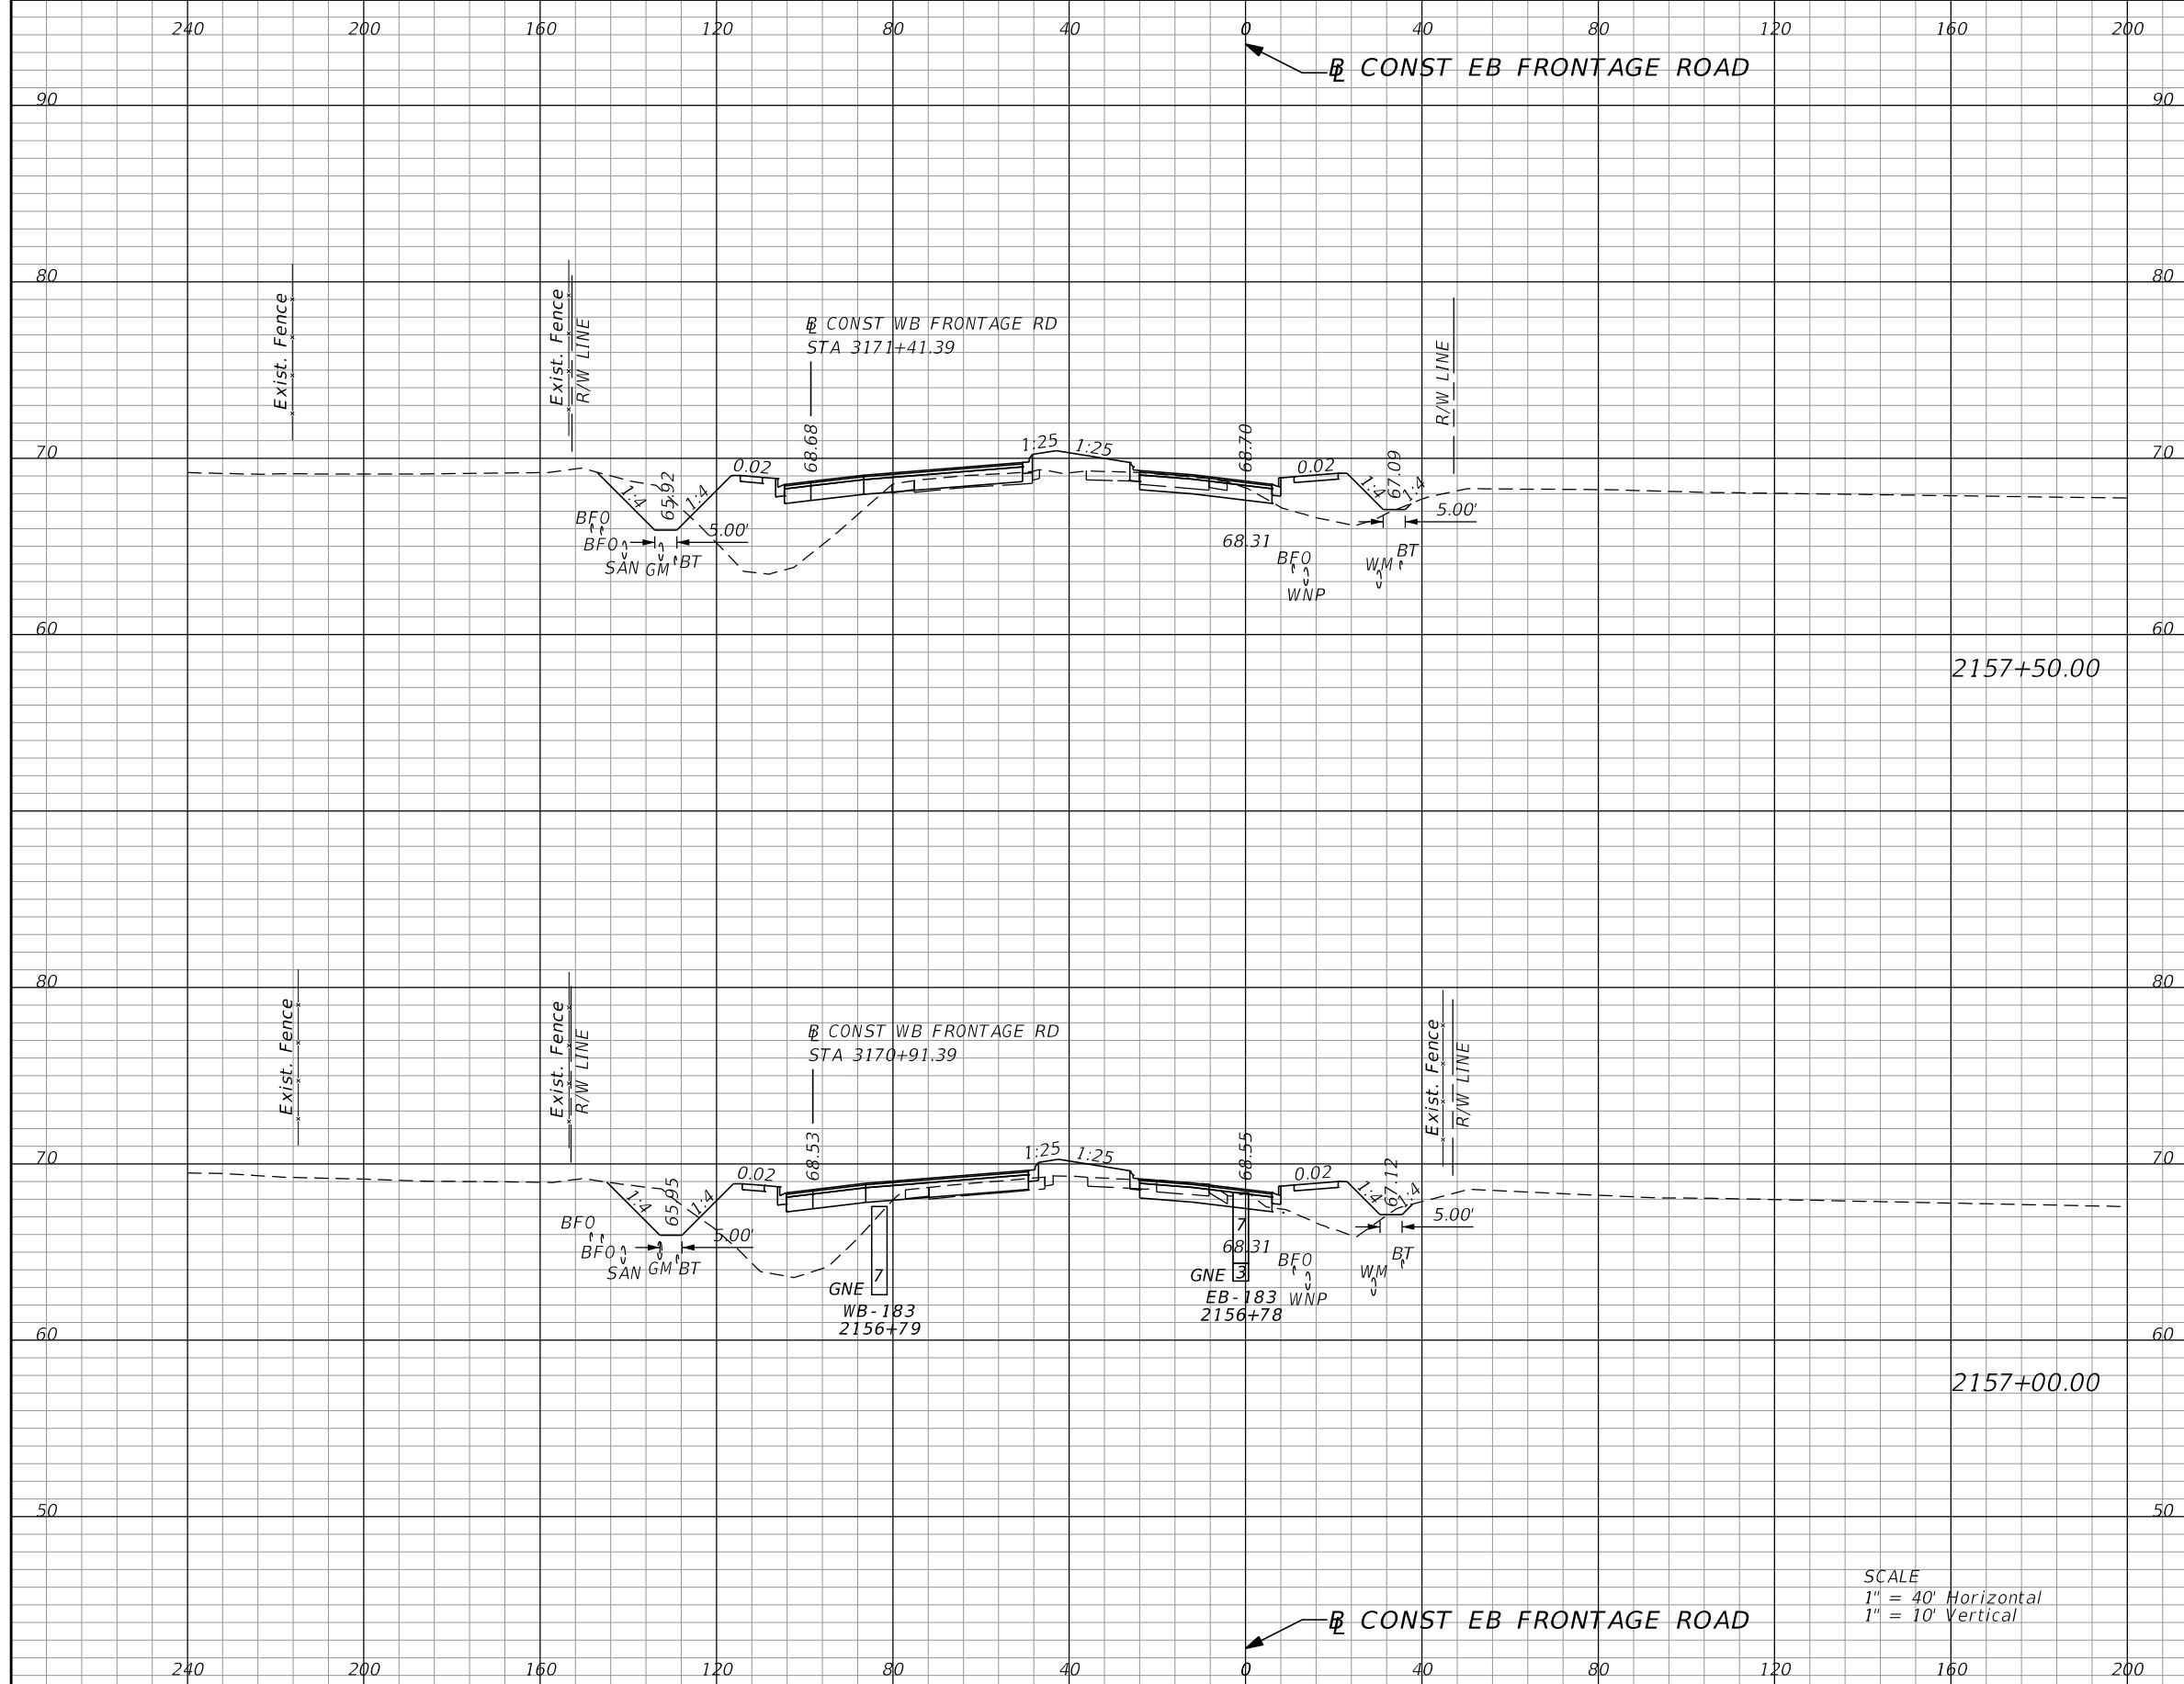 240 200 160 120 80 40 0 40 80 120 160 200
BL CONST EB FRONTAGE ROAD
90 90
80 80
Exist. Fence
Exist. Fence
R/W LINE
BL CONST WB FRONTAGE RD
STA 3171+41.39
R/W LINE
70 70
1:4
65.92
1:4
0.02
68.68
1:25
1:25
68.70
0.02
1:4
67.09
1:4
5.00'
5.00'
BFO
BFO
SAN
GM
BT
68.31
BFO
WNP
WM
BT
60 60
2157+50.00
80 80
Exist. Fence
Exist. Fence
R/W LINE
BL CONST WB FRONTAGE RD
STA 3170+91.39
Exist. Fence
R/W LINE
70 70
1:4
65.95
1:4
0.02
68.53
1:25
1:25
68.55
0.02
1:4
67.12
1:4
5.00'
5.00'
BFO
BFO
SAN
GM
BT
7
GNE
WB-183
2156+79
7
68.31
GNE
3
EB-183
2156+78
BFO
WNP
WM
BT
60 60
2157+00.00
50 50
SCALE
1" = 40' Horizontal
1" = 10' Vertical
BL CONST EB FRONTAGE ROAD
240 200 160 120 80 40 0 40 80 120 160 200